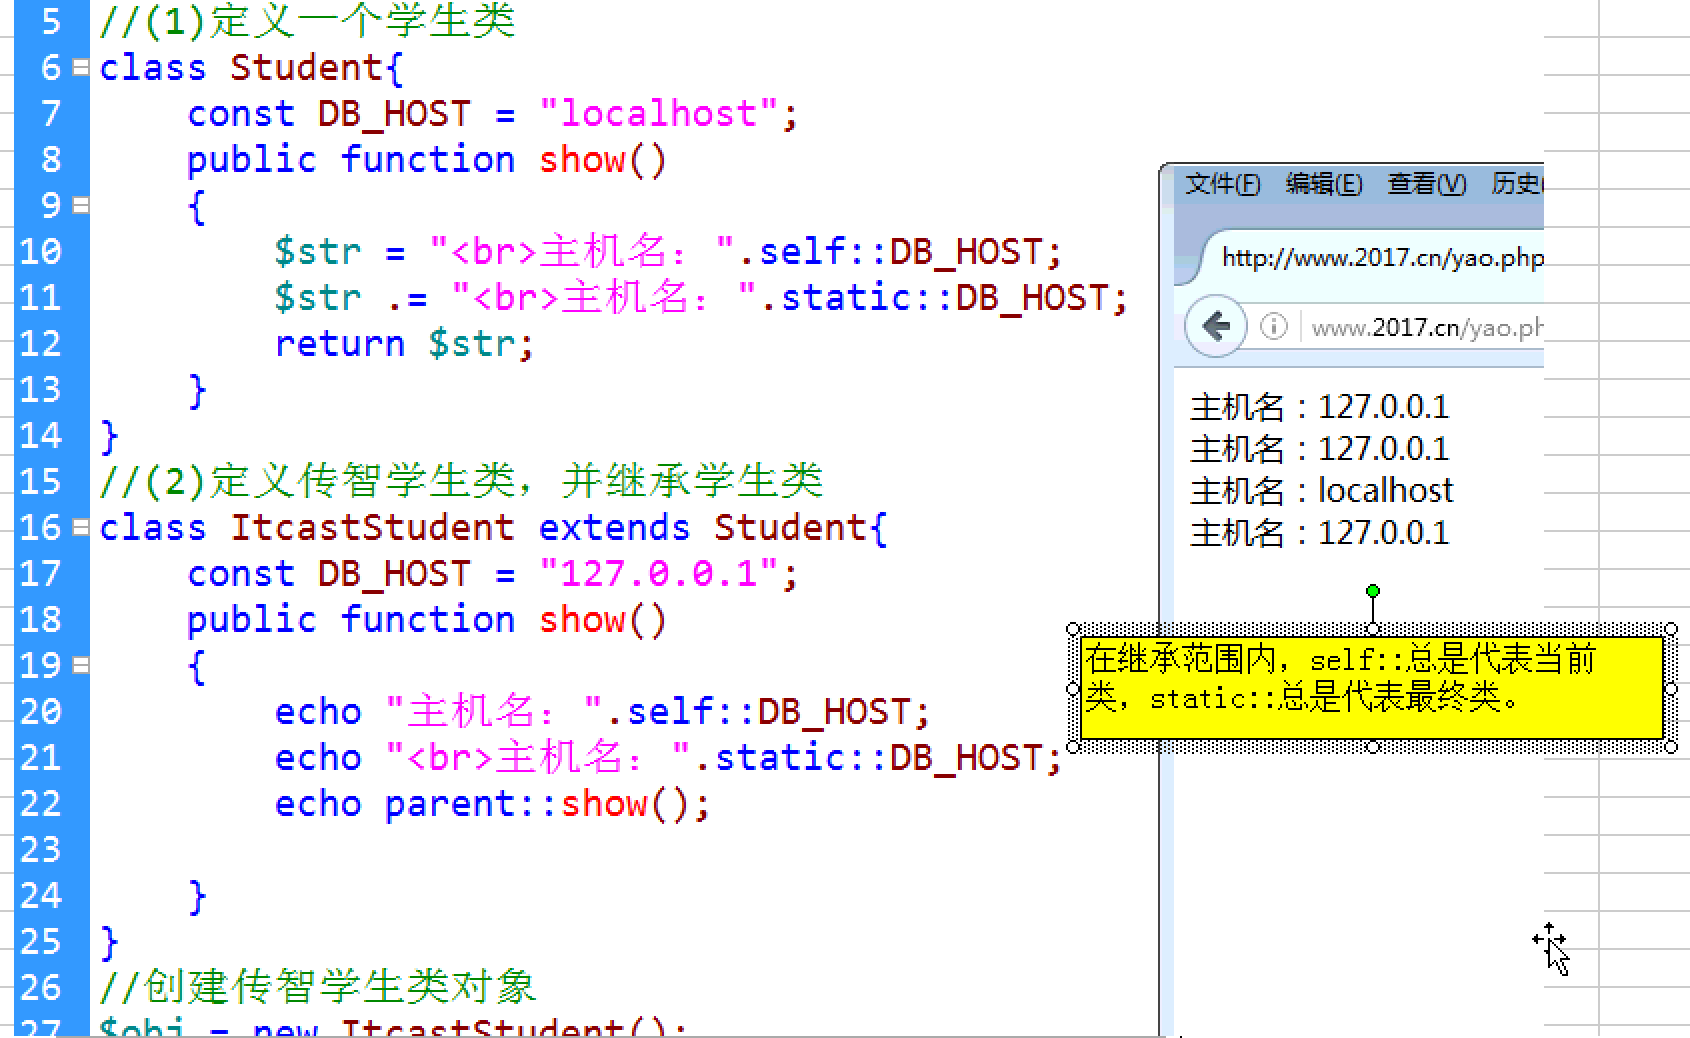 5 //(1)定义一个学生类
6 class Student{
7 const DB_HOST = "localhost";
8 public function show()
9 {
10 $str = "<br>主机名：".self::DB_HOST;
11 $str .= "<br>主机名：".static::DB_HOST;
12 return $str;
13 }
14 }
15 //(2)定义传智学生类，并继承学生类
16 class ItcastStudent extends Student{
17 const DB_HOST = "127.0.0.1";
18 public function show()
19 {
20 echo "主机名：".self::DB_HOST;
21 echo "<br>主机名：".static::DB_HOST;
22 echo parent::show();
23
24 }
25 }
26 //创建传智学生类对象
27 $obj = new ItcastStudent();
文件(F) 编辑(E) 查看(V) 历史(
http://www.2017.cn/yao.php
www.2017.cn/yao.ph
主机名：127.0.0.1
主机名：127.0.0.1
主机名：localhost
主机名：127.0.0.1
在继承范围内，self::总是代表当前
类，static::总是代表最终类。